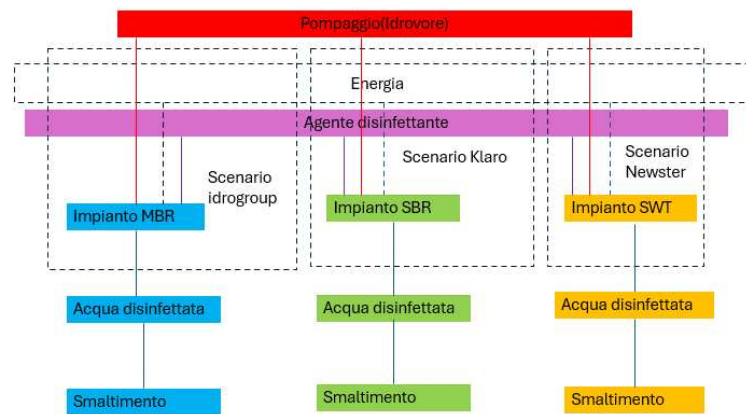 Pompaggio(Idrovore)
Energia
Agente disinfettante
Scenario
idrogroup
Scenario Klaro
Scenario
Newster
Impianto MBR
Impianto SBR
Impianto SWT
Acqua disinfettata
Acqua disinfettata
Acqua disinfettata
Smaltimento
Smaltimento
Smaltimento